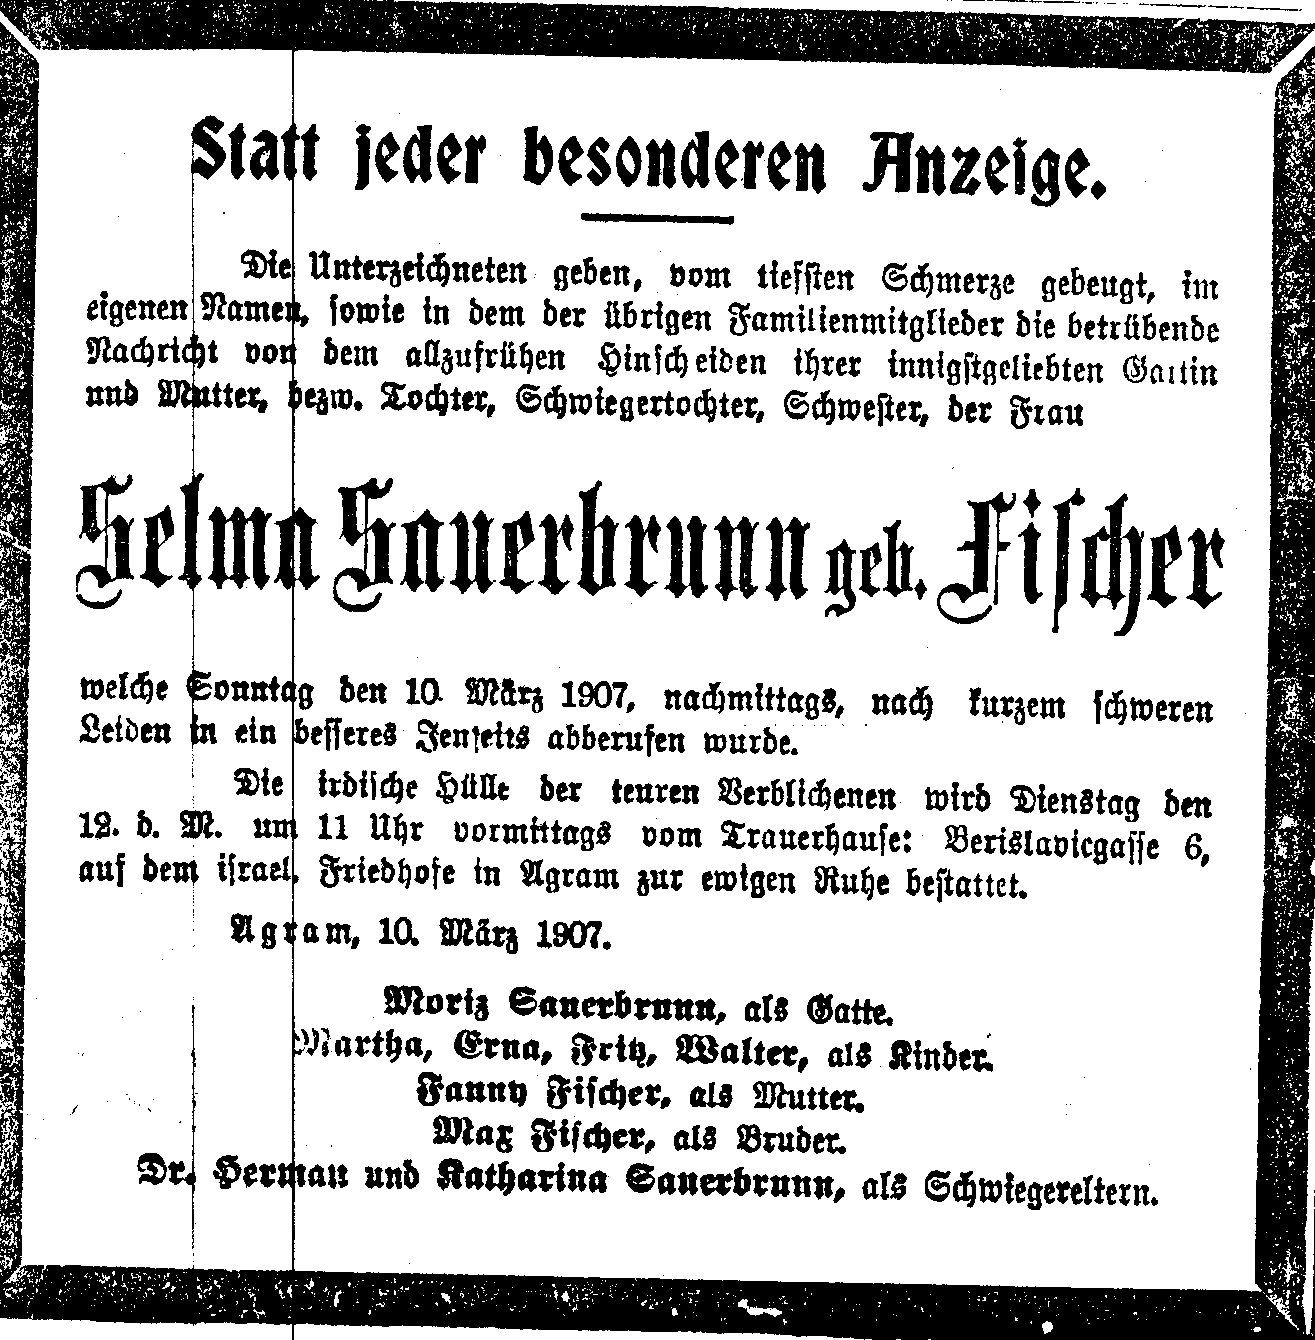 Statt jeder besonderen Anzeige.
Die Unterzeichneten geben, vom tiefsten Schmerze gebeugt, im
eigenen Namen, sowie in dem der übrigen Familienmitglieder die betrübende
Nachricht von dem allzufrühen Hinscheiden ihrer innigstgeliebten Gattin
und Mutter, bezw. Tochter, Schwiegertochter, Schwester, der Frau
Selma Sauerbrunn geb. Fischer
welche Sonntag den 10. März 1907, nachmittags, nach kurzem schweren
Leiden in ein besseres Jenseits abberufen wurde.
Die irdische Hülle der teuren Verblichenen wird Dienstag den
12. d. M. um 11 Uhr vormittags vom Trauerhause: Berislavicgasse 6,
auf dem israel. Friedhofe in Agram zur ewigen Ruhe bestattet.
Agram, 10. März 1907.
Moriz Sauerbrunn, als Gatte.
Martha, Erna, Fritz, Walter, als Kinder.
Fanny Fischer, als Mutter.
Max Fischer, als Bruder.
Dr. Herman und Katharina Sauerbrunn, als Schwiegereltern.